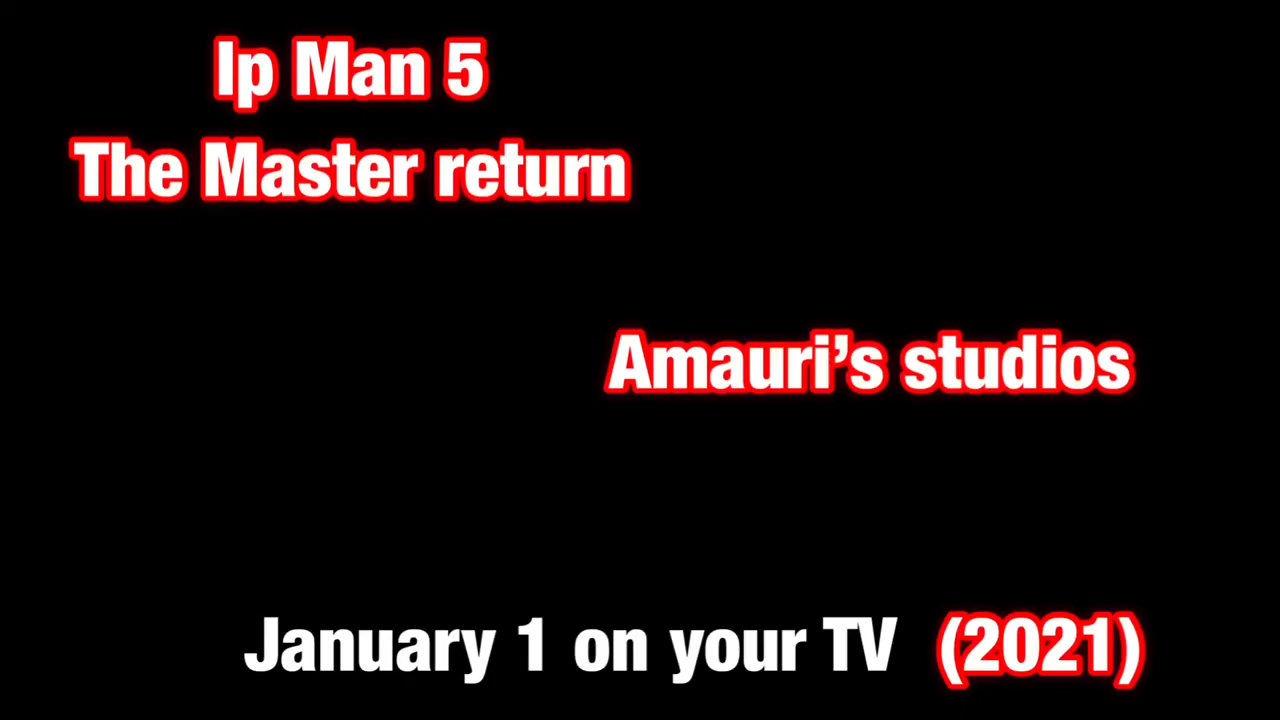 Ip Man 5
The Master return
Amauri’s studios
January 1 on your TV (2021)